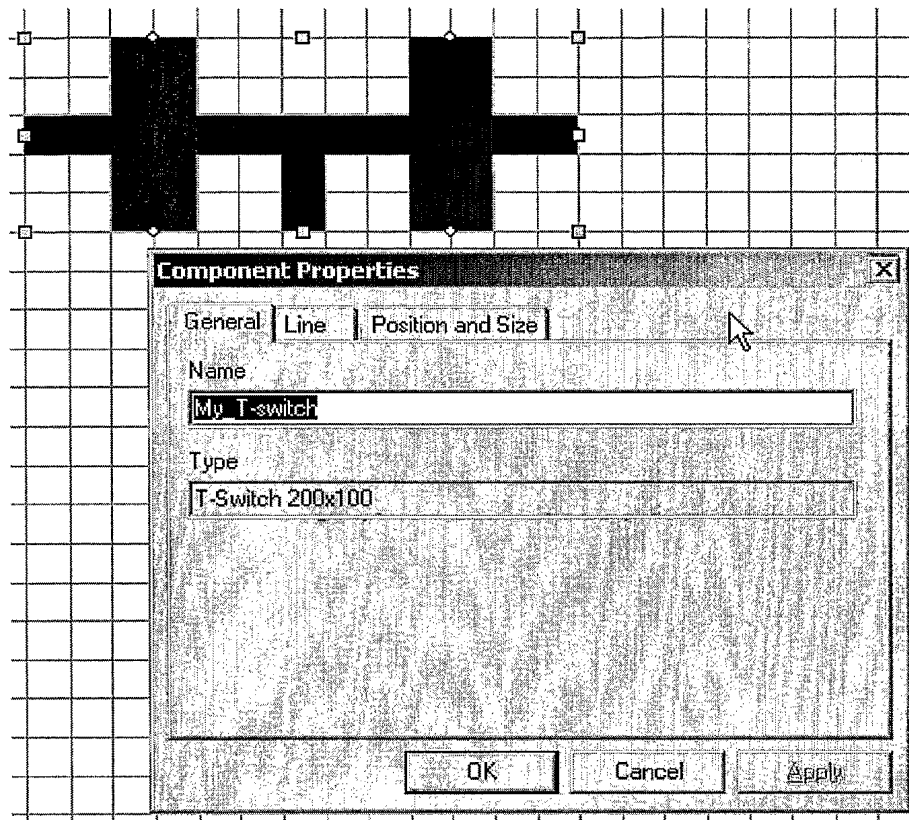 Component Properties
General Line Position and Size
Name
My_T-switch
Type
T-Switch 200x100
OK Cancel Apply